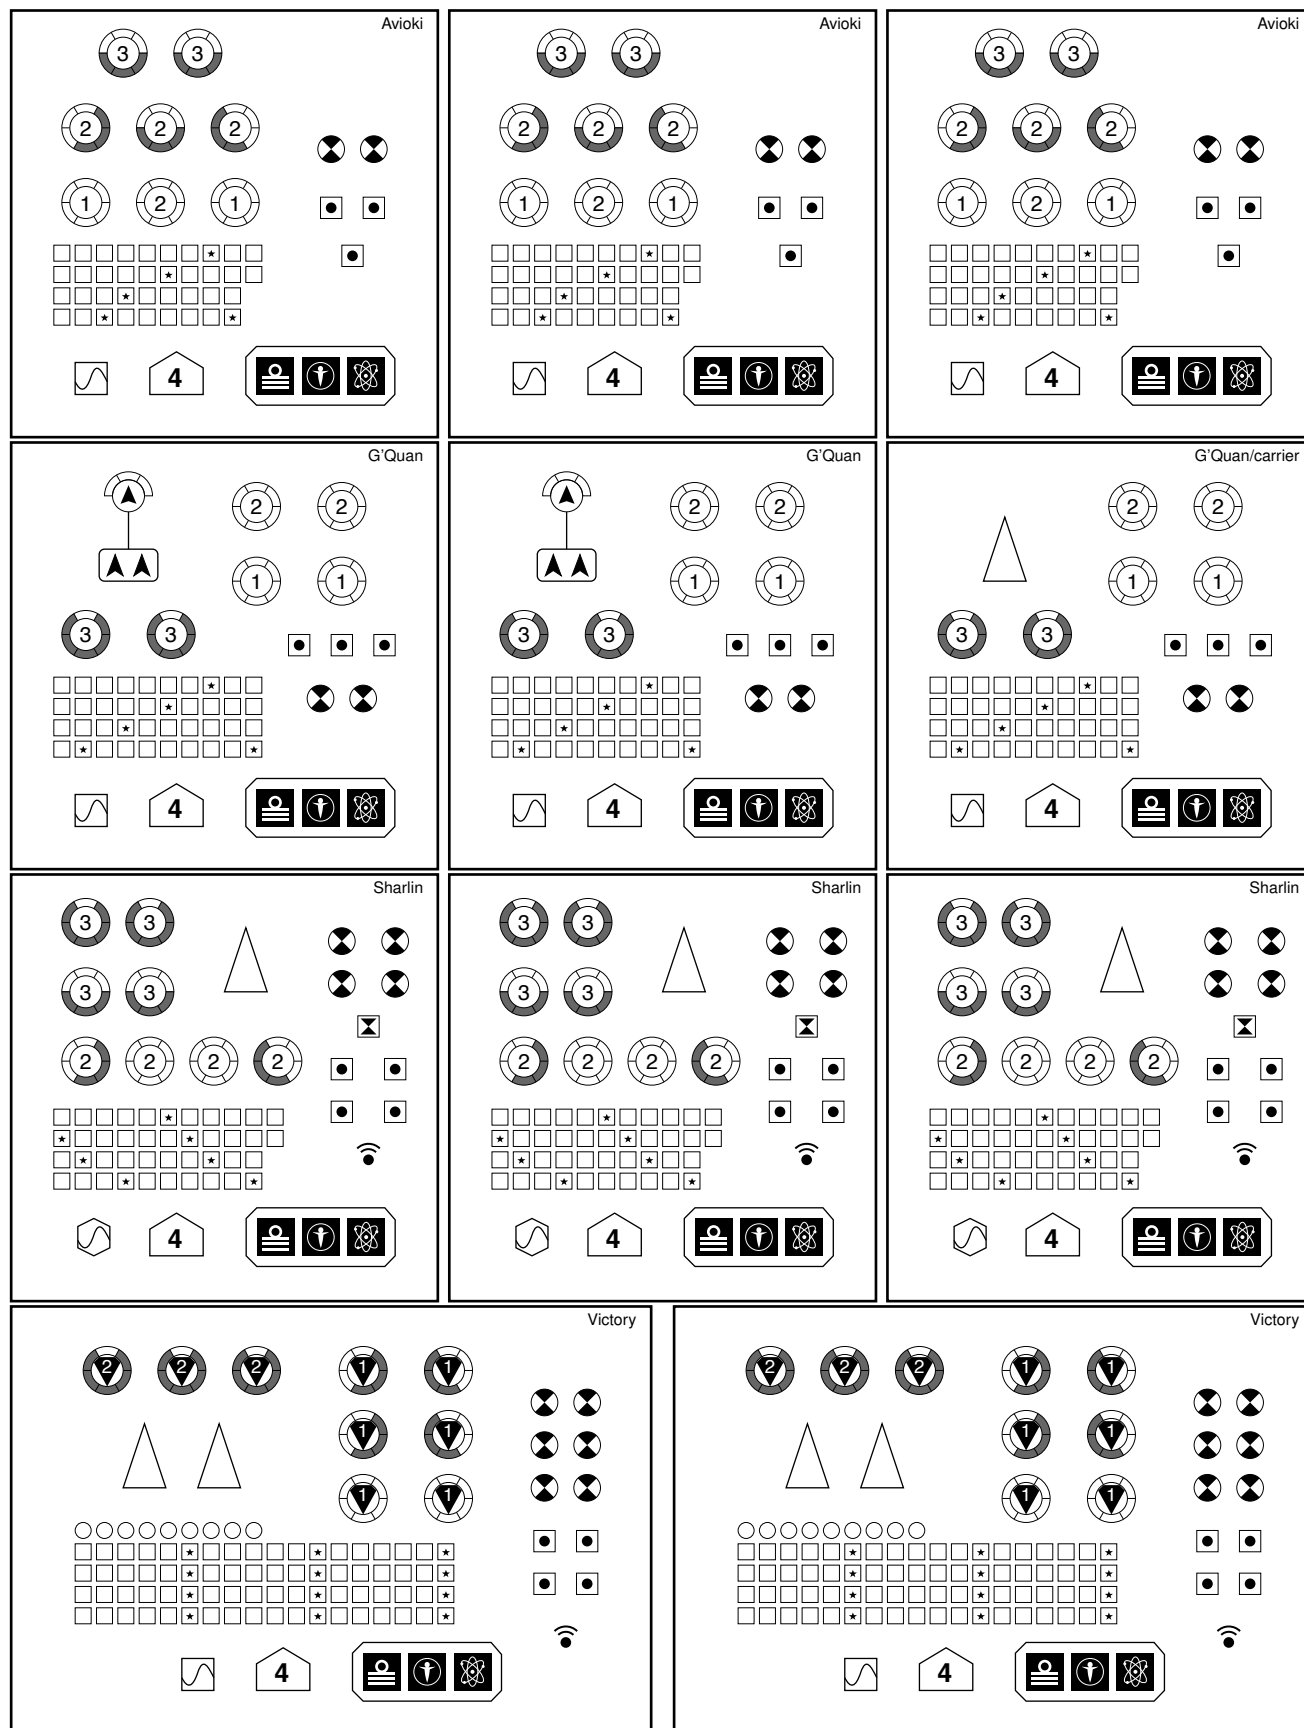 Avioki Avioki Avioki
3 3 3 3 3 3
2 2 2 2 2 2 2 2 2
1 2 1 1 2 1 1 2 1
4 4 4
G'Quan G'Quan G'Quan/carrier
2 2 2 2 2 2
1 1 1 1 1 1
3 3 3 3 3 3
4 4 4
Sharlin Sharlin Sharlin
3 3 3 3 3 3
3 3 3 3 3 3
2 2 2 2 2 2 2 2 2 2 2 2
4 4 4
Victory Victory
2 2 2 1 1 2 2 2 1 1
1 1 1 1
1 1 1 1
4 4